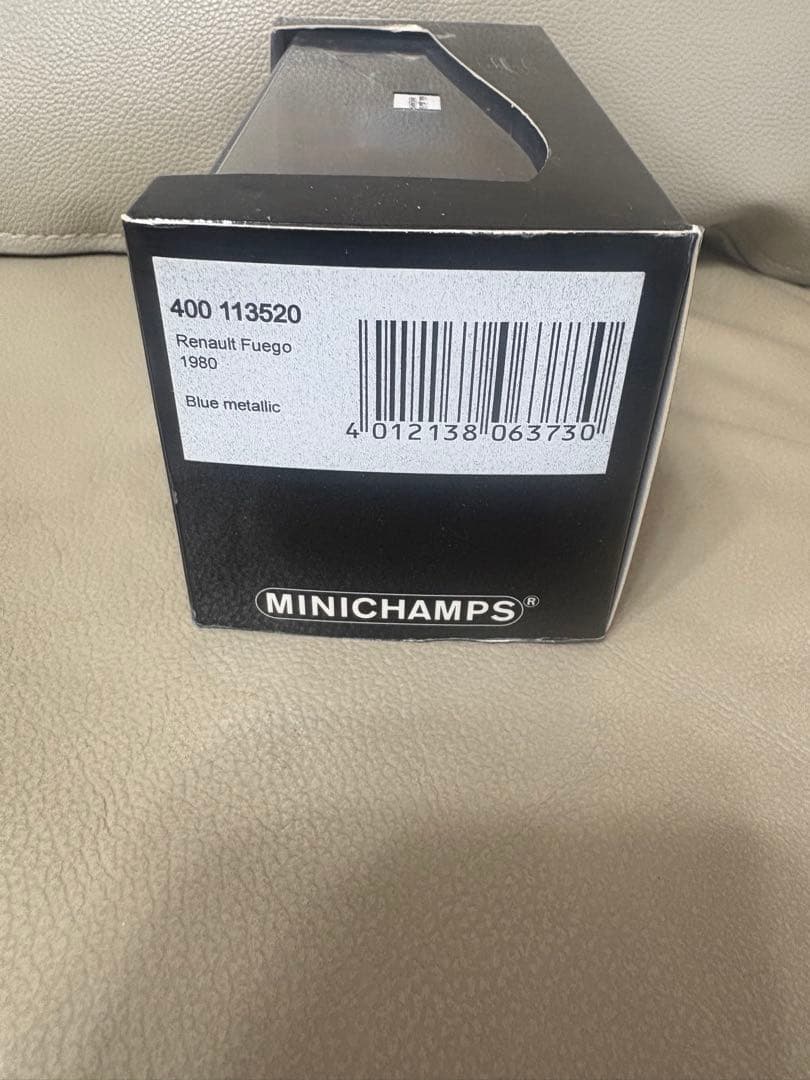 400 113520
Renault Fuego
1980
Blue metallic
4 012138 063730
MINICHAMPS®